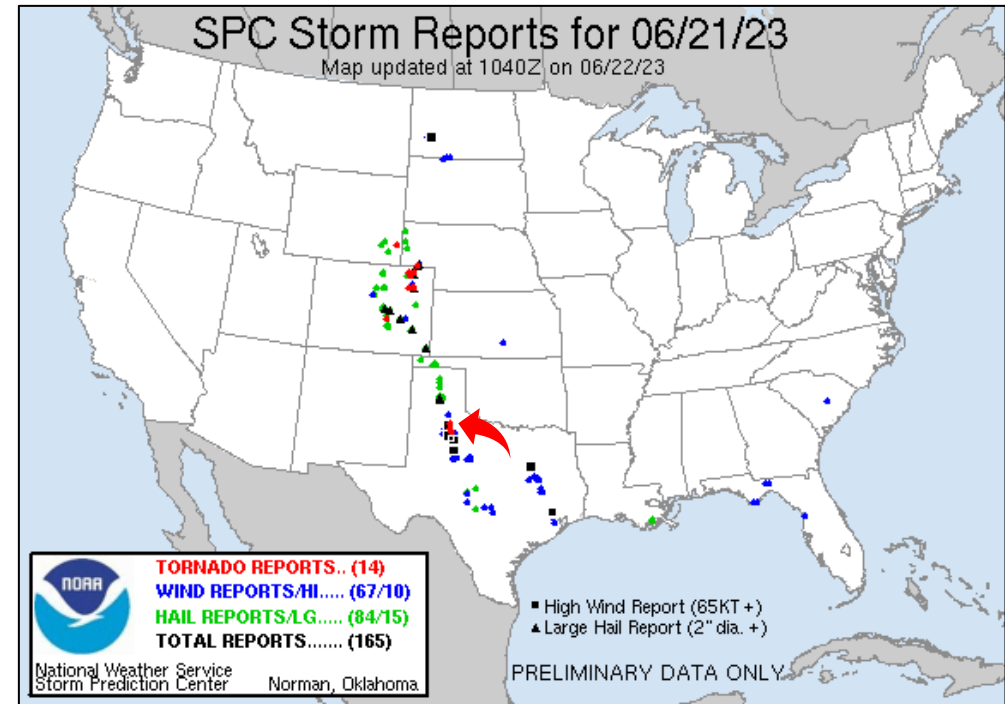 SPC Storm Reports for 06/21/23
Map updated at 1040Z on 06/22/23
NOAA
TORNADO REPORTS.. (14)
WIND REPORTS/HI..... (67/10)
HAIL REPORTS/LG..... (84/15)
TOTAL REPORTS....... (165)
National Weather Service
Storm Prediction Center Norman, Oklahoma
High Wind Report (65KT +)
Large Hail Report (2" dia. +)
PRELIMINARY DATA ONLY